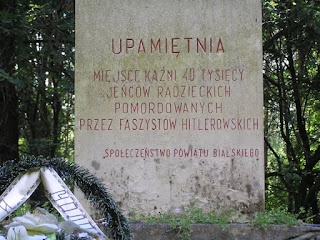 UPAMIĘTNIA
MIEJSCE KAŹNI 40 TYSIĘCY
JEŃCÓW RADZIECKICH
POMORDOWANYCH
PRZEZ FASZYSTÓW HITLEROWSKICH
SPOŁECZEŃSTWO POWIATU BIALSKIEGO